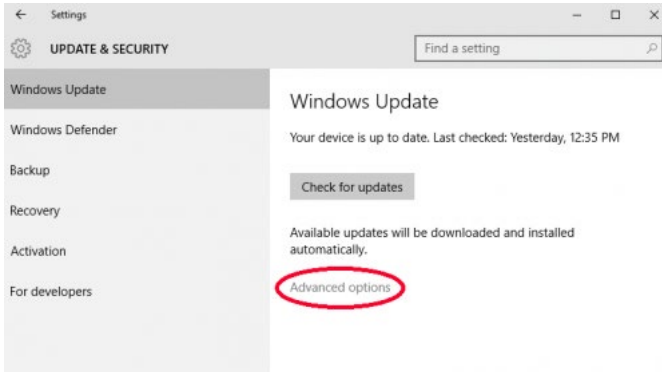 Settings
UPDATE & SECURITY
Find a setting
Windows Update
Windows Defender
Backup
Recovery
Activation
For developers
Windows Update
Your device is up to date. Last checked: Yesterday, 12:35 PM
Check for updates
Available updates will be downloaded and installed
automatically.
Advanced options